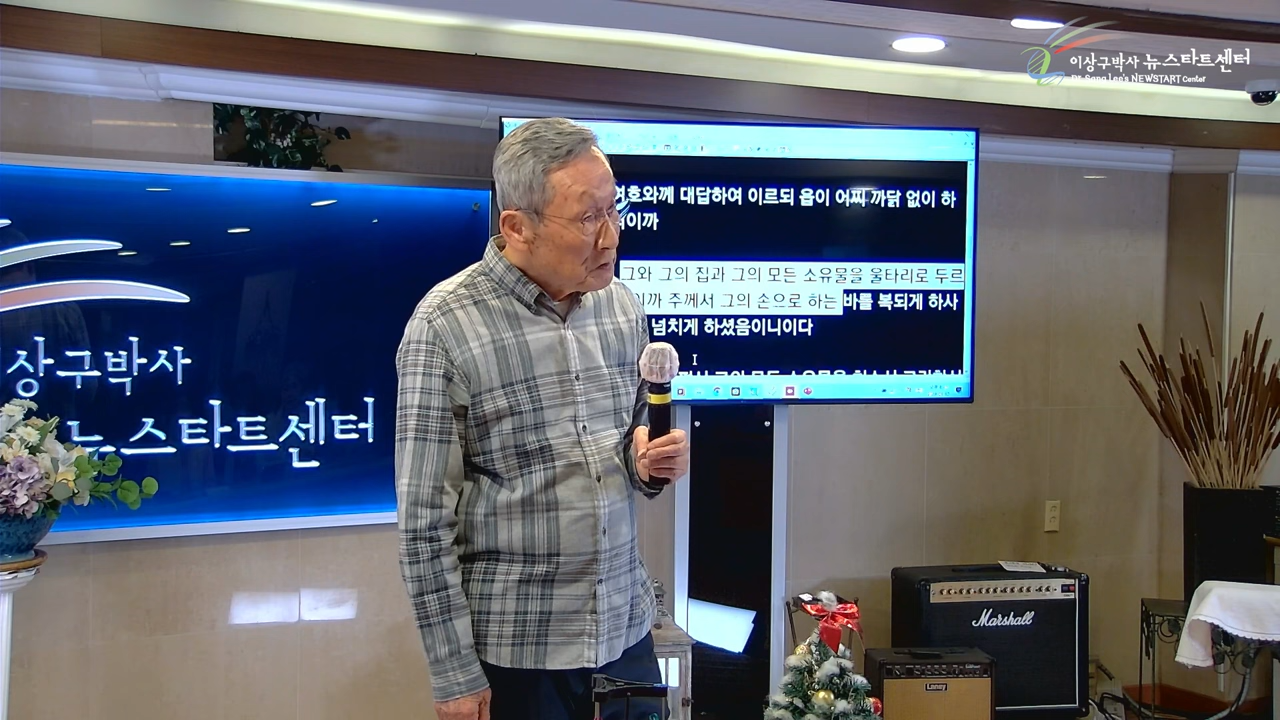 이상구박사 뉴스타트센터
Dr. Sang Lee's NEWSTART Center
여호와께 대답하여 이르되 욥이 어찌 까닭 없이 하
이까
그와 그의 집과 그의 모든 소유물을 울타리로 두르
이까 주께서 그의 손으로 하는 바를 복되게 하사
넘치게 하셨음이니이다
상구박사
뉴스타트센터
Marshall
Laney